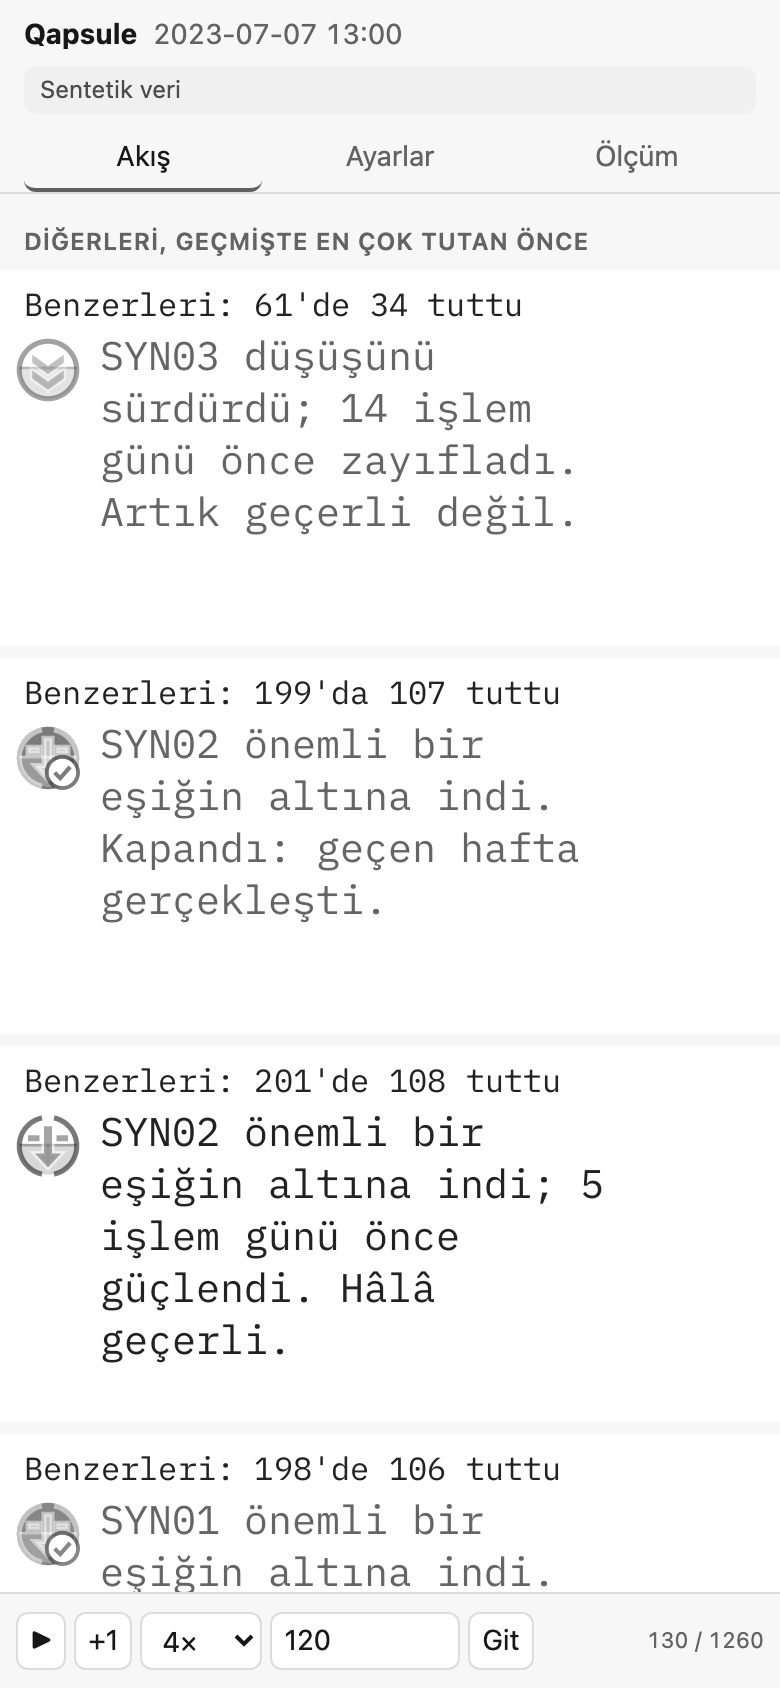 Qapsule 2023-07-07 13:00
Sentetik veri
Akış Ayarlar Ölçüm
DİĞERLERİ, GEÇMİŞTE EN ÇOK TUTAN ÖNCE
Benzerleri: 61'de 34 tuttu
SYN03 düşüşünü
sürdürdü; 14 işlem
günü önce zayıfladı.
Artık geçerli değil.
Benzerleri: 199'da 107 tuttu
SYN02 önemli bir
eşiğin altına indi.
Kapandı: geçen hafta
gerçekleşti.
Benzerleri: 201'de 108 tuttu
SYN02 önemli bir
eşiğin altına indi; 5
işlem günü önce
güçlendi. Hâlâ
geçerli.
Benzerleri: 198'de 106 tuttu
SYN01 önemli bir
eşiğin altına indi.
+1 4× 120 Git 130 / 1260